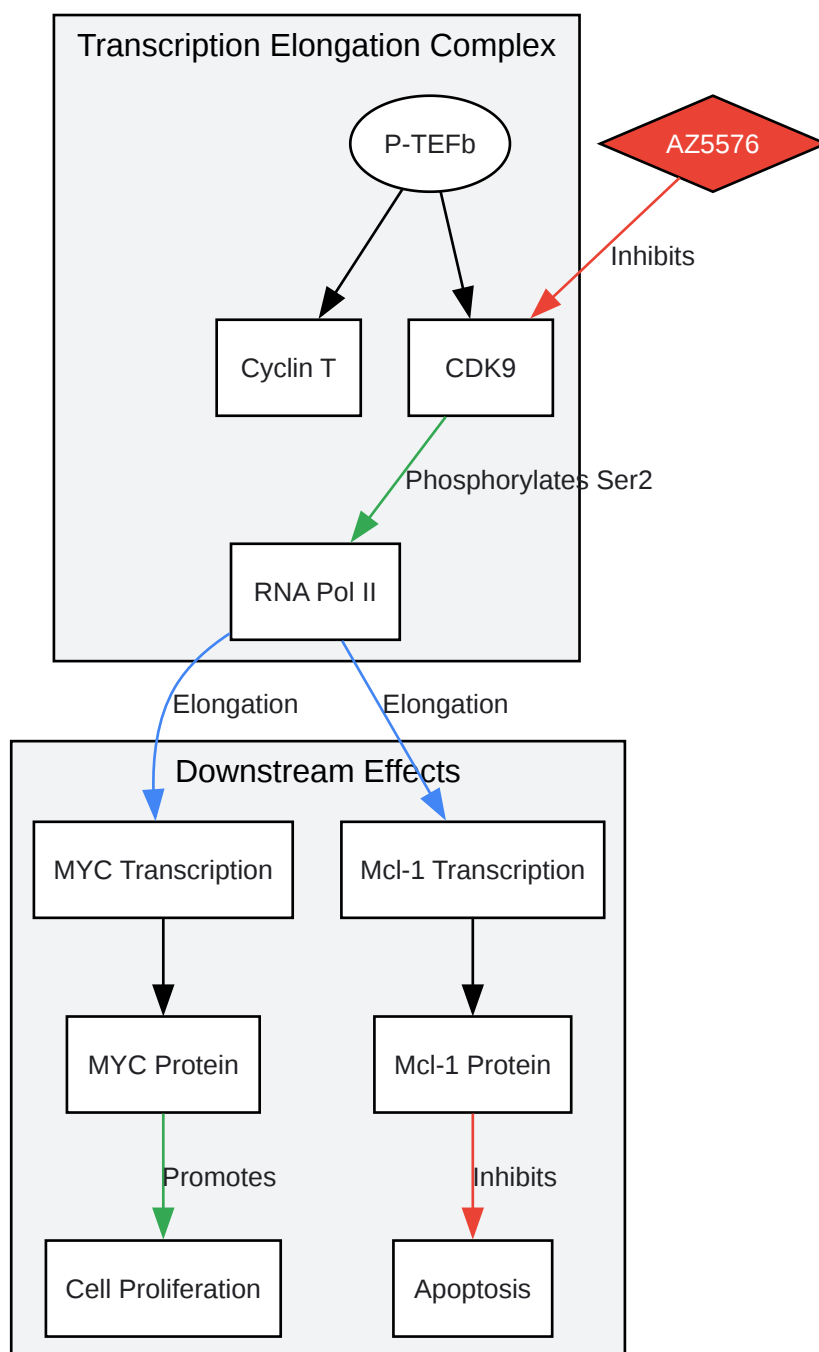 Transcription Elongation Complex
P-TEFb
AZ5576
Inhibits
Cyclin T
CDK9
Phosphorylates Ser2
RNA Pol II
Elongation
Elongation
Downstream Effects
MYC Transcription
Mcl-1 Transcription
MYC Protein
Mcl-1 Protein
Promotes
Inhibits
Cell Proliferation
Apoptosis